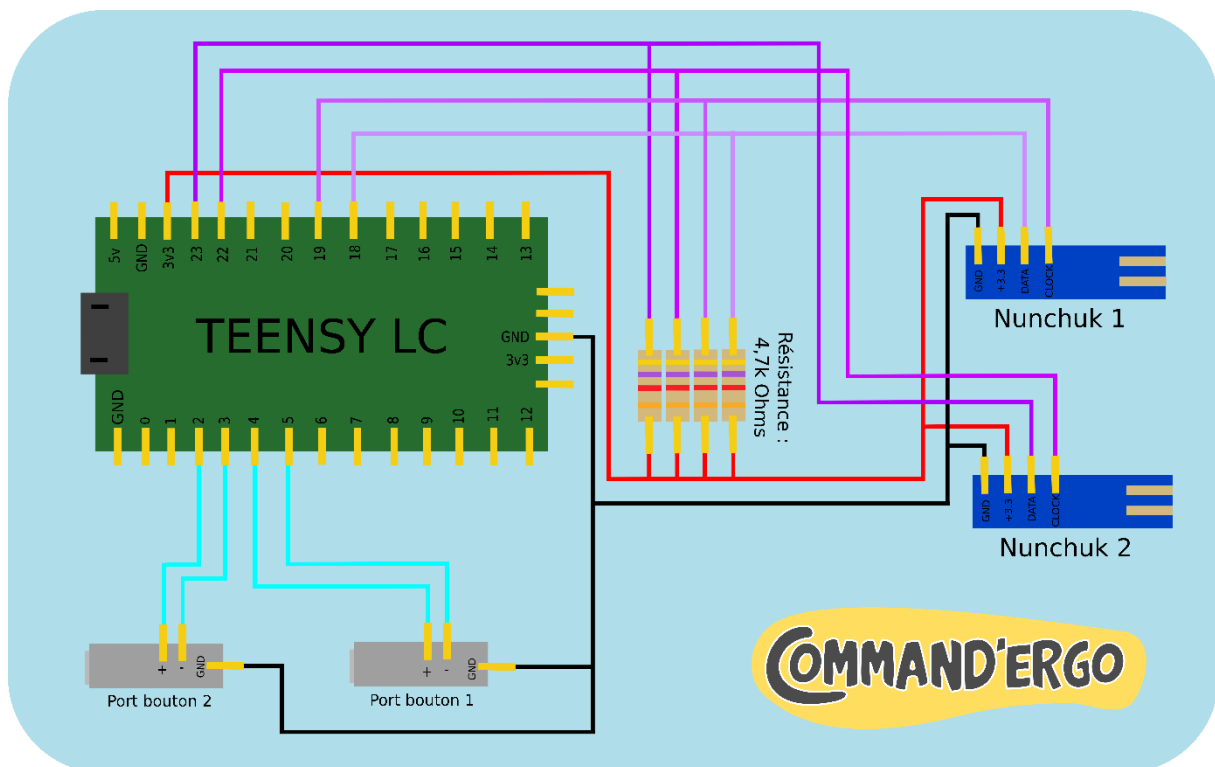 5v
GND
3v3
23
22
21
20
19
18
17
16
15
14
13
TEENSY LC
GND
3v3
GND
0
1
2
3
4
5
6
7
8
9
10
11
12
Résistance :
4,7k Ohms
GND
+3.3
DATA
CLOCK
Nunchuk 1
GND
+3.3
DATA
CLOCK
Nunchuk 2
+
-
GND
Port bouton 2
+
-
GND
Port bouton 1
COMMAND'ERGO